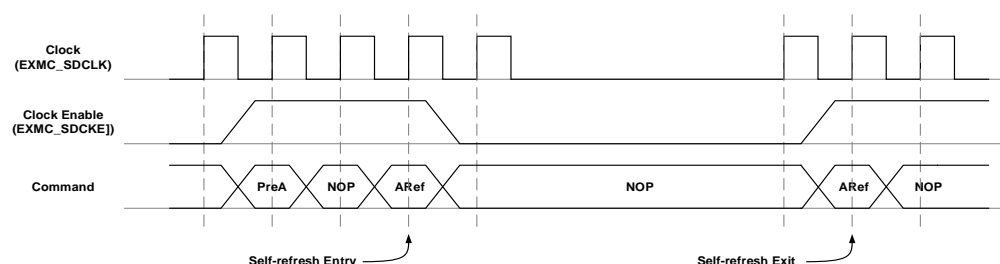 Clock
(EXMC_SDCLK)
Clock Enable
(EXMC_SDCKE])
Command
PreA
NOP
ARef
NOP
ARef
NOP
Self-refresh Entry
Self-refresh Exit